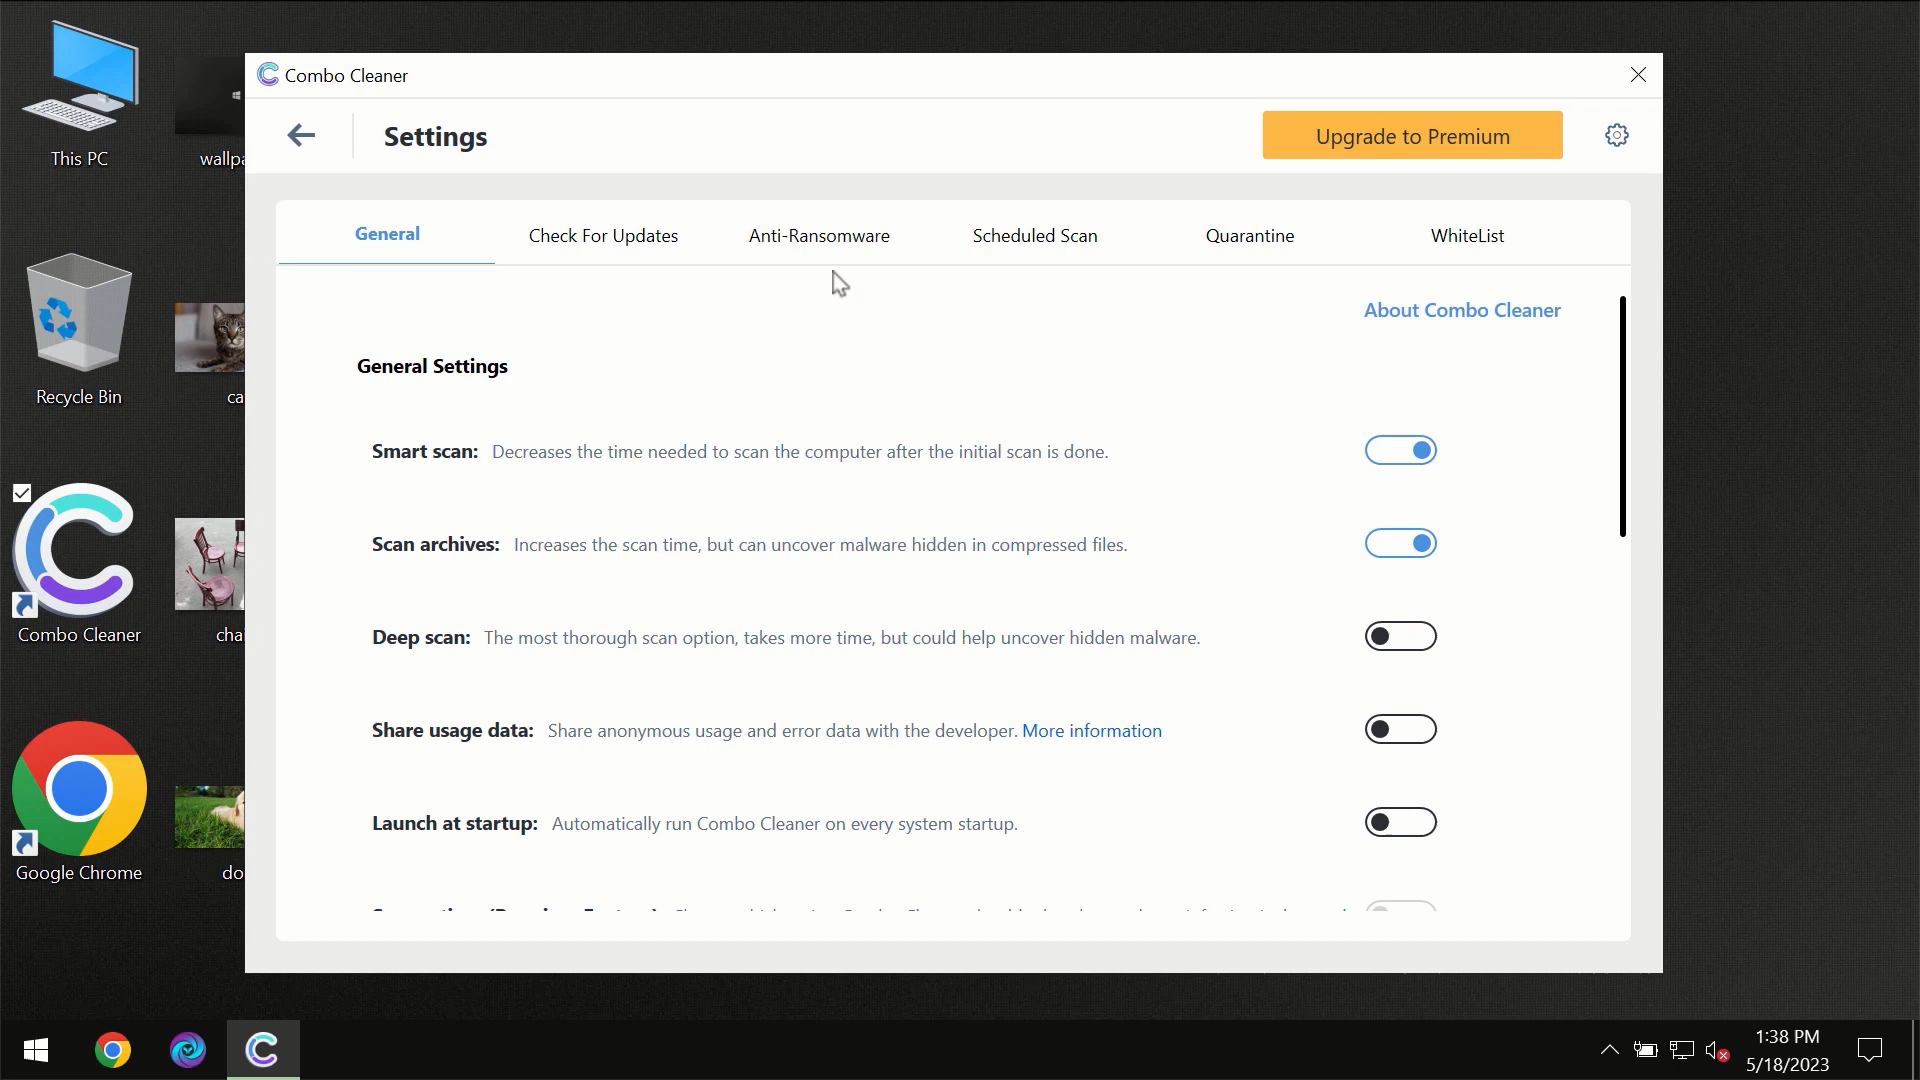 This PC
wallpa
Recycle Bin
ca
Combo Cleaner
chai
Google Chrome
do
Combo Cleaner
Settings
Upgrade to Premium
General
Check For Updates
Anti-Ransomware
Scheduled Scan
Quarantine
WhiteList
About Combo Cleaner
General Settings
Smart scan: Decreases the time needed to scan the computer after the initial scan is done.
Scan archives: Increases the scan time, but can uncover malware hidden in compressed files.
Deep scan: The most thorough scan option, takes more time, but could help uncover hidden malware.
Share usage data: Share anonymous usage and error data with the developer. More information
Launch at startup: Automatically run Combo Cleaner on every system startup.
1:38 PM
5/18/2023